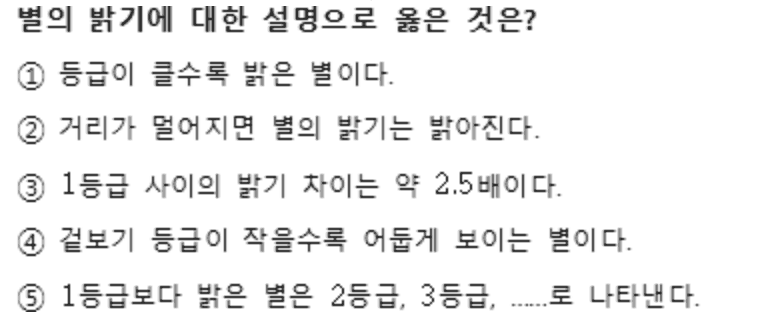 별의 밝기에 대한 설명으로 옳은 것은?
① 등급이 클수록 밝은 별이다.
② 거리가 멀어지면 별의 밝기는 밝아진다.
③ 1등급 사이의 밝기 차이는 약 2.5배이다.
④ 겉보기 등급이 작을수록 어둡게 보이는 별이다.
⑤ 1등급보다 밝은 별은 2등급, 3등급, ……로 나타낸다.